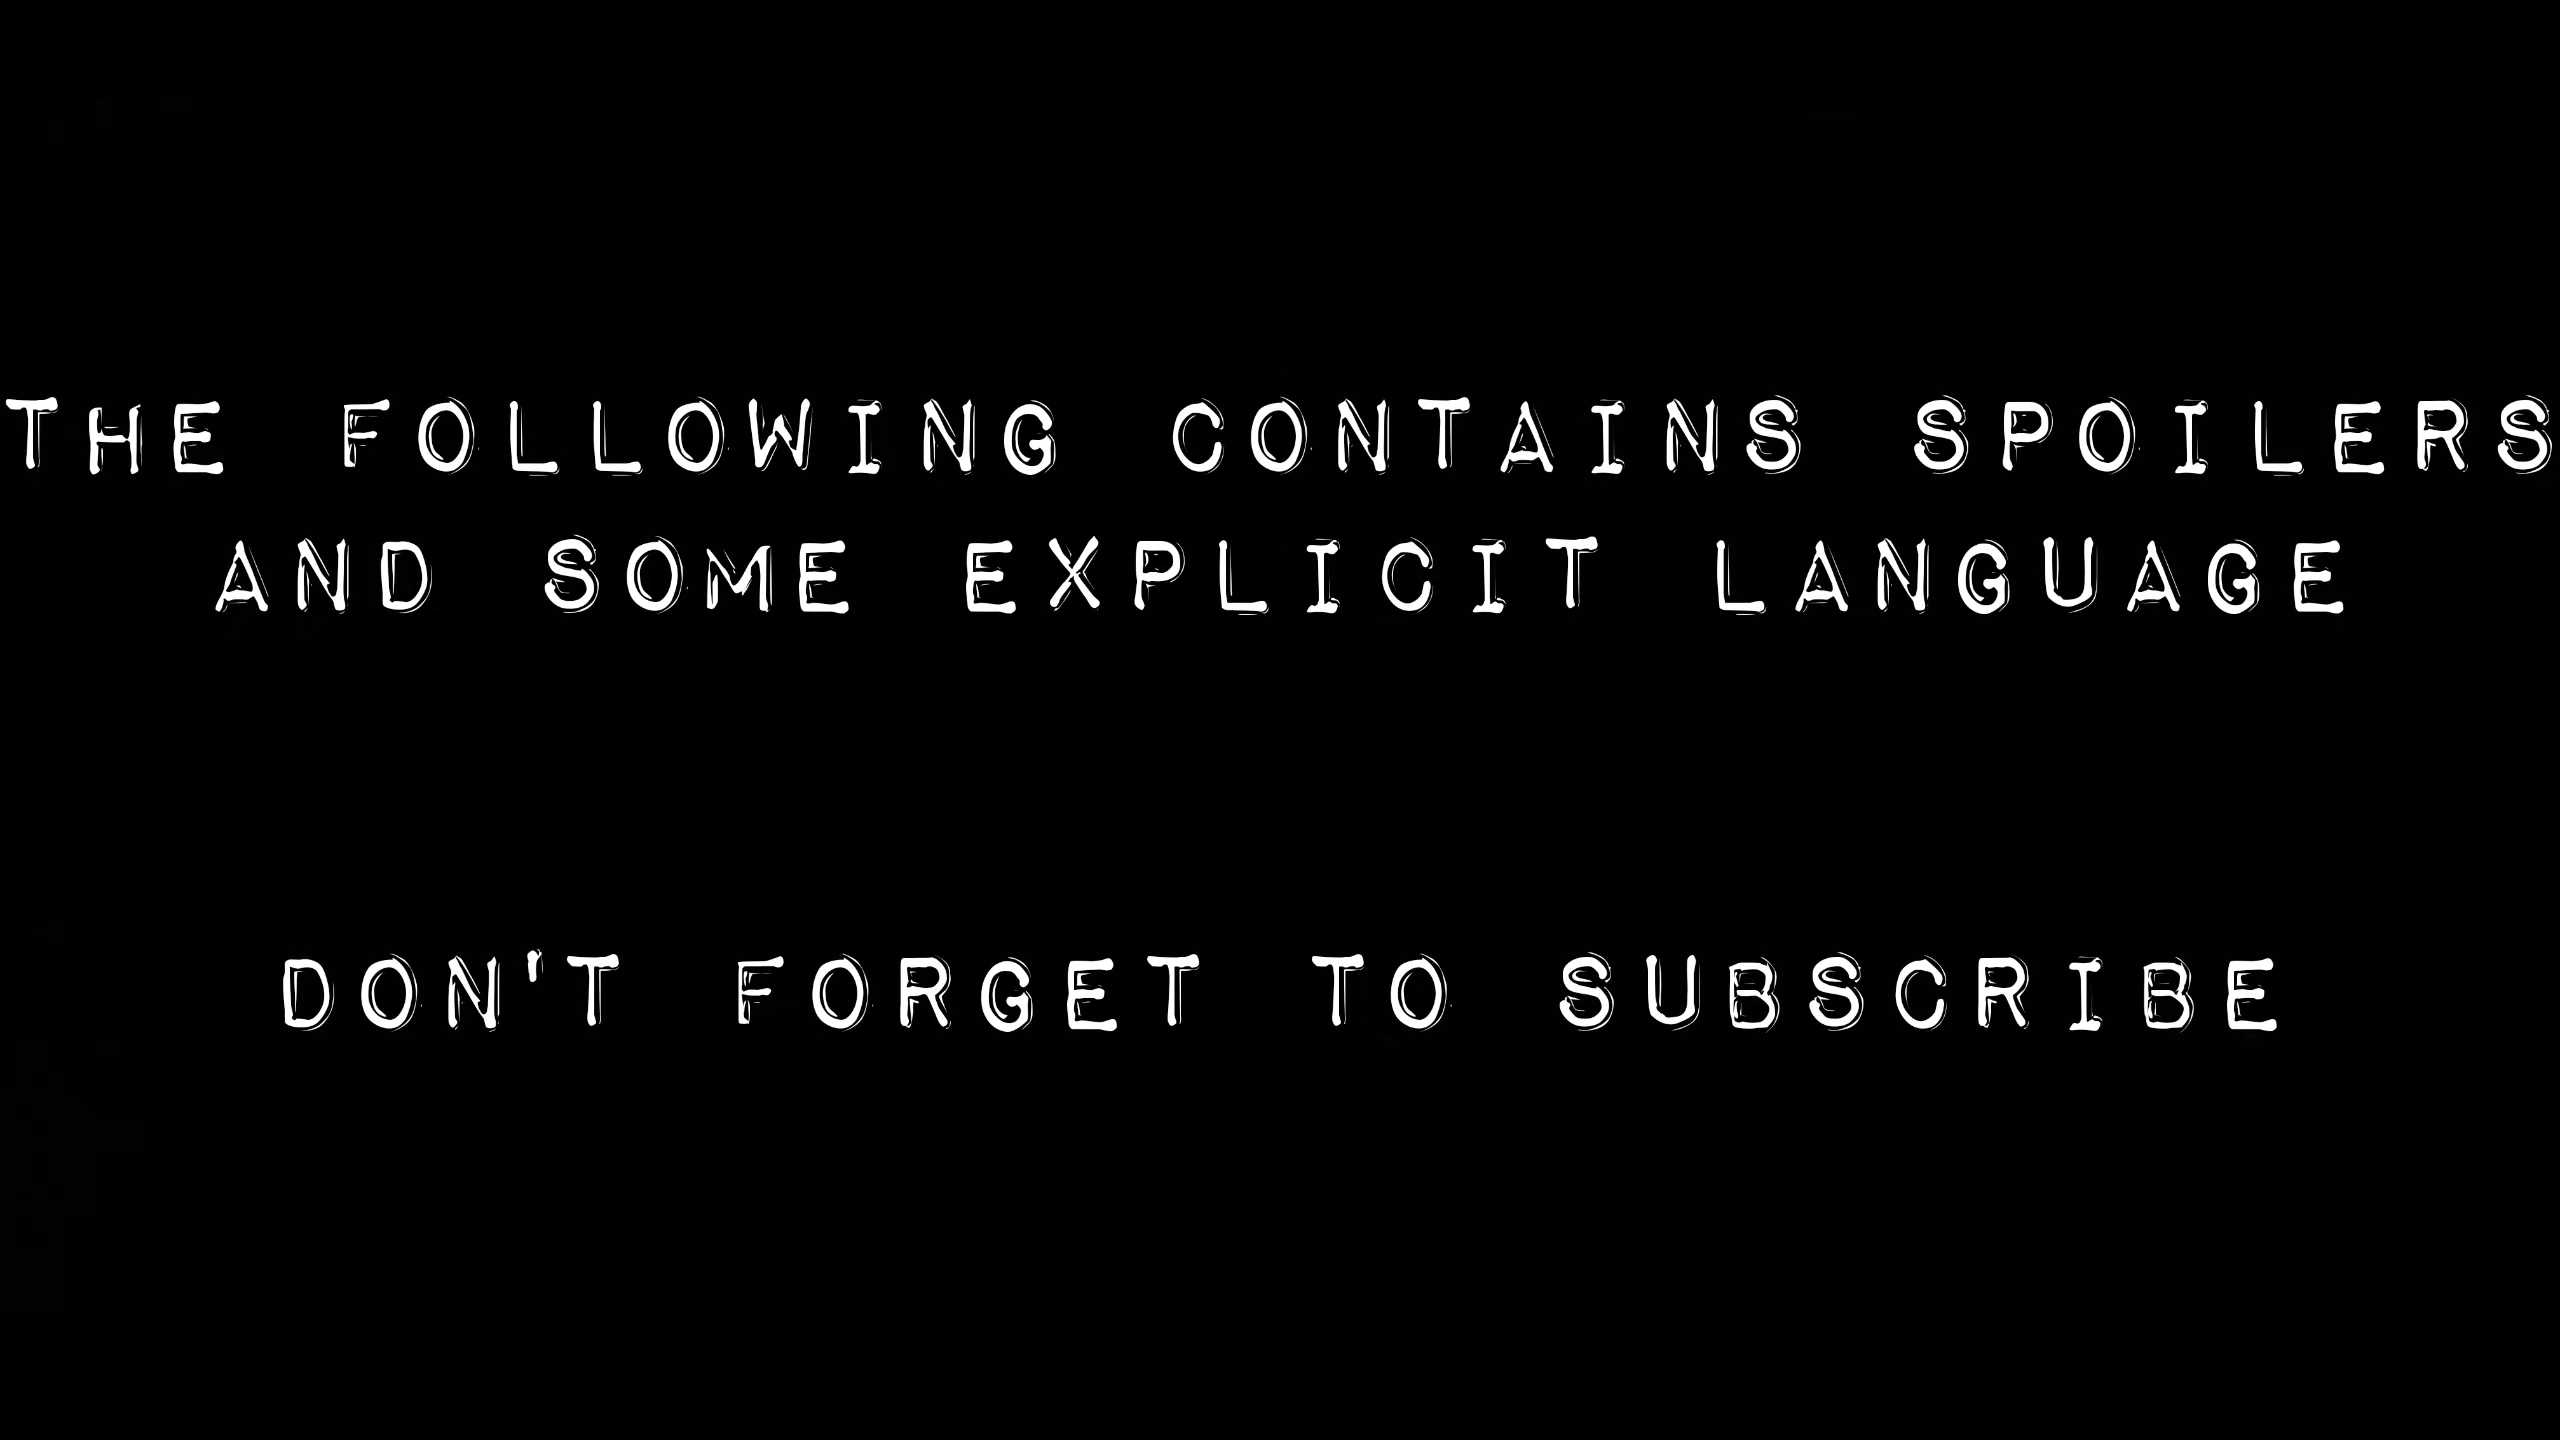 THE FOLLOWING CONTAINS SPOILERS
AND SOME EXPLICIT LANGUAGE
DON'T FORGET TO SUBSCRIBE